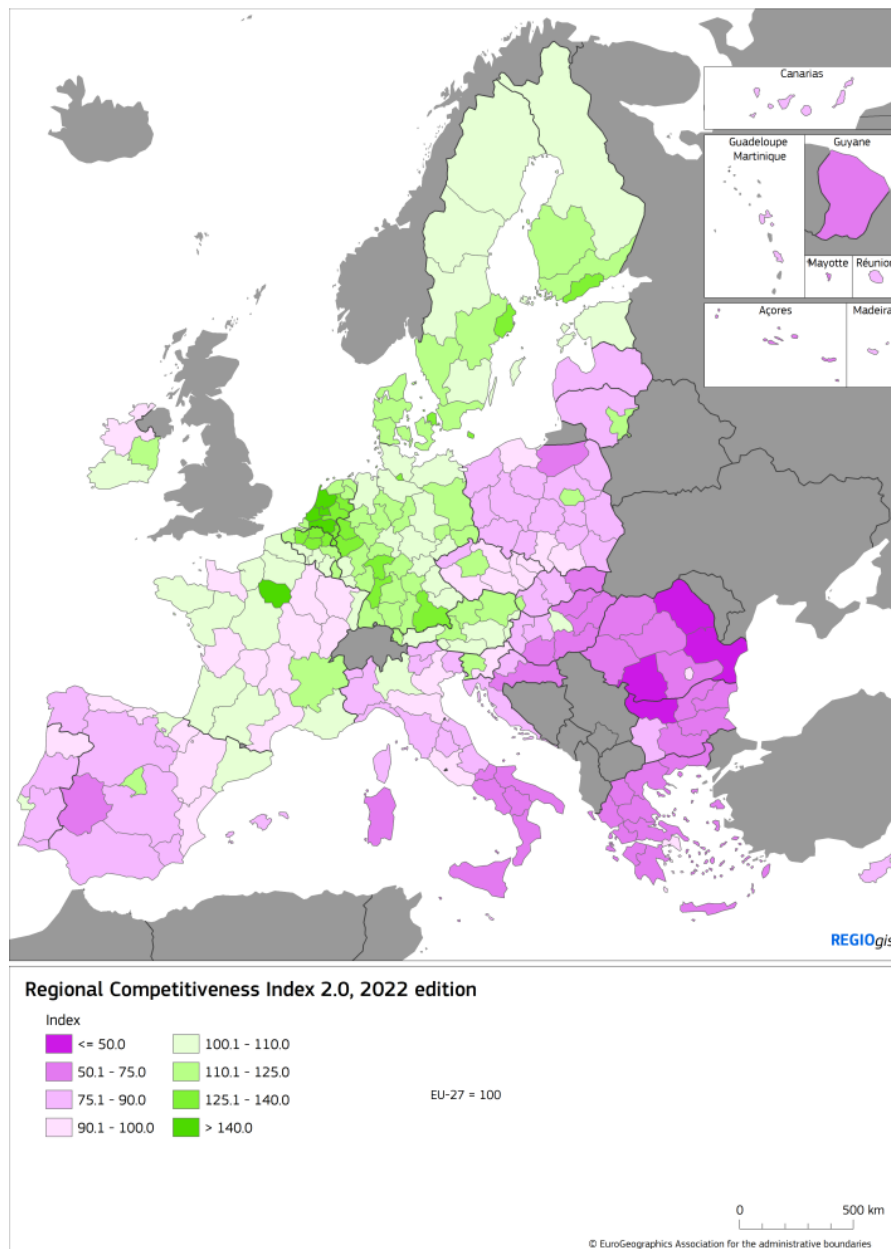 Canarias
Guadeloupe
Martinique
Guyane
Mayotte
Réunion
Açores
Madeira
REGIOgis
Regional Competitiveness Index 2.0, 2022 edition
Index
<= 50.0
50.1 - 75.0
75.1 - 90.0
90.1 - 100.0
100.1 - 110.0
110.1 - 125.0
125.1 - 140.0
> 140.0
EU-27 = 100
0 500 km
© EuroGeographics Association for the administrative boundaries